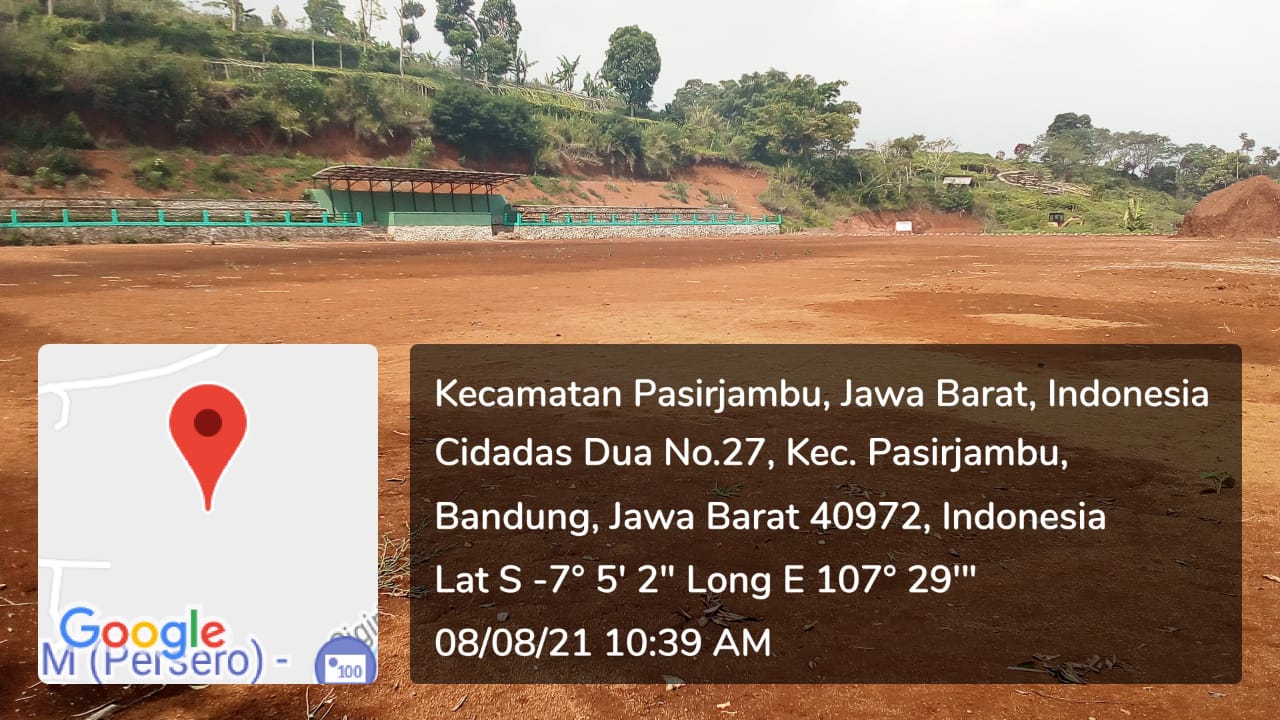 Kecamatan Pasirjambu, Jawa Barat, Indonesia
Cidadas Dua No.27, Kec. Pasirjambu,
Bandung, Jawa Barat 40972, Indonesia
Lat S -7° 5' 2" Long E 107° 29'"
08/08/21 10:39 AM
Google
M (Persero) -
100